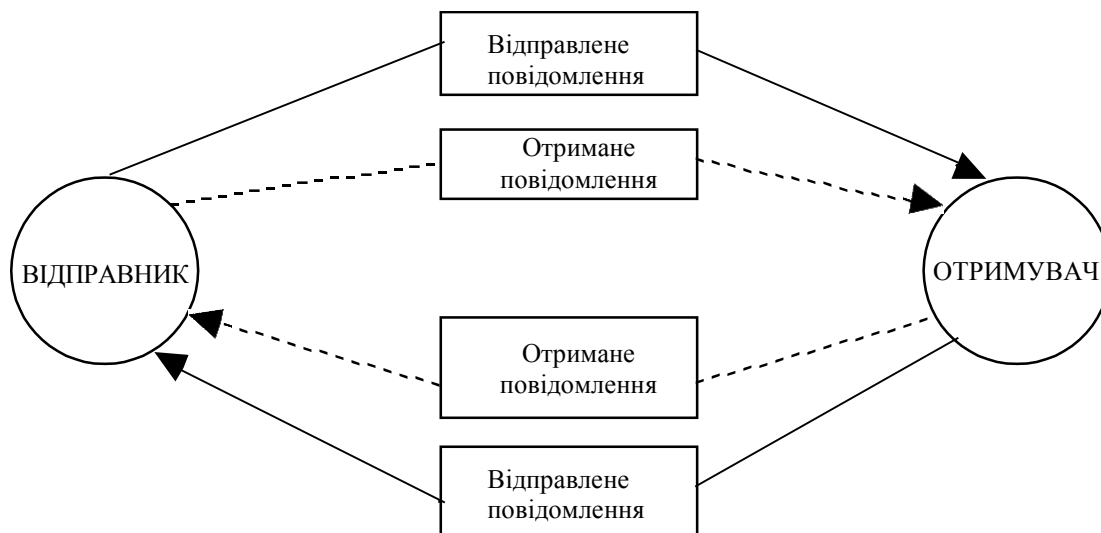 Відправлене
повідомлення
Отримане
повідомлення
ВІДПРАВНИК
ОТРИМУВАЧ
Отримане
повідомлення
Відправлене
повідомлення